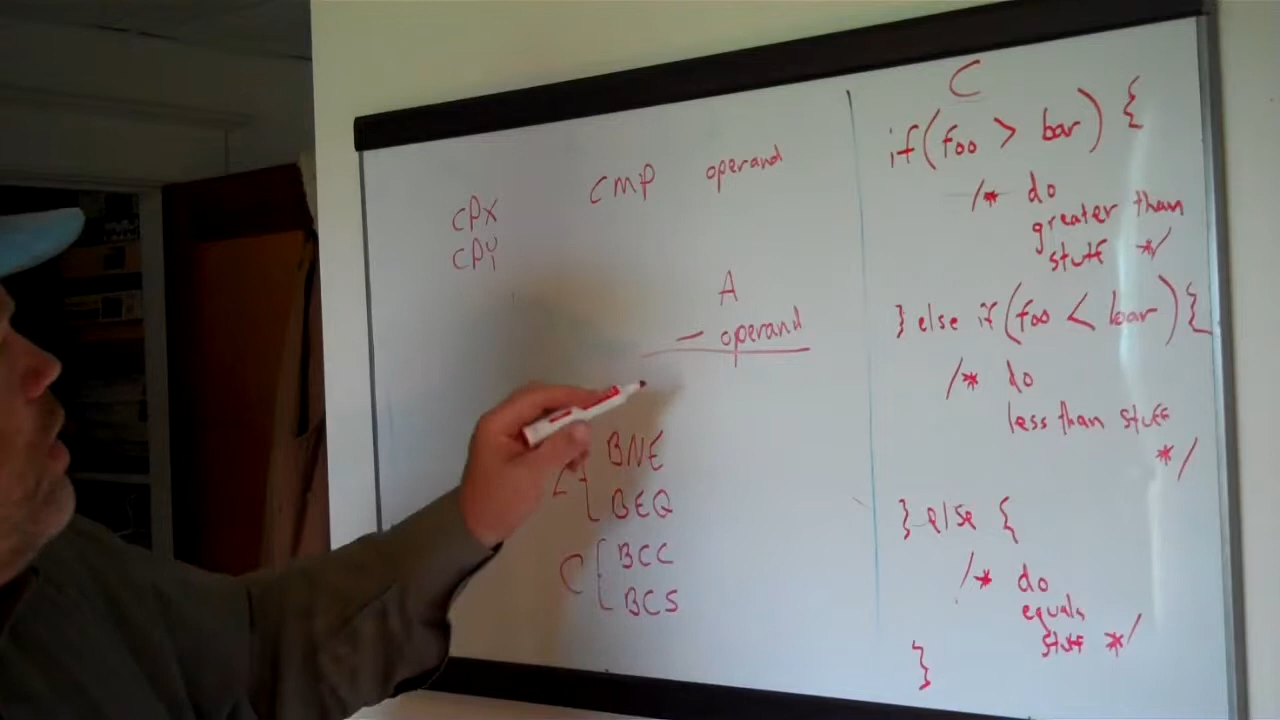 CMP operand
CPX
CPY
A
- operand
Z { BNE
BEQ
C { BCC
BCS
C
if(foo > bar) {
/* do
greater than
stuff */
} else if(foo < bar){
/* do
less than stuff
*/
} else {
/* do
equals
stuff */
}